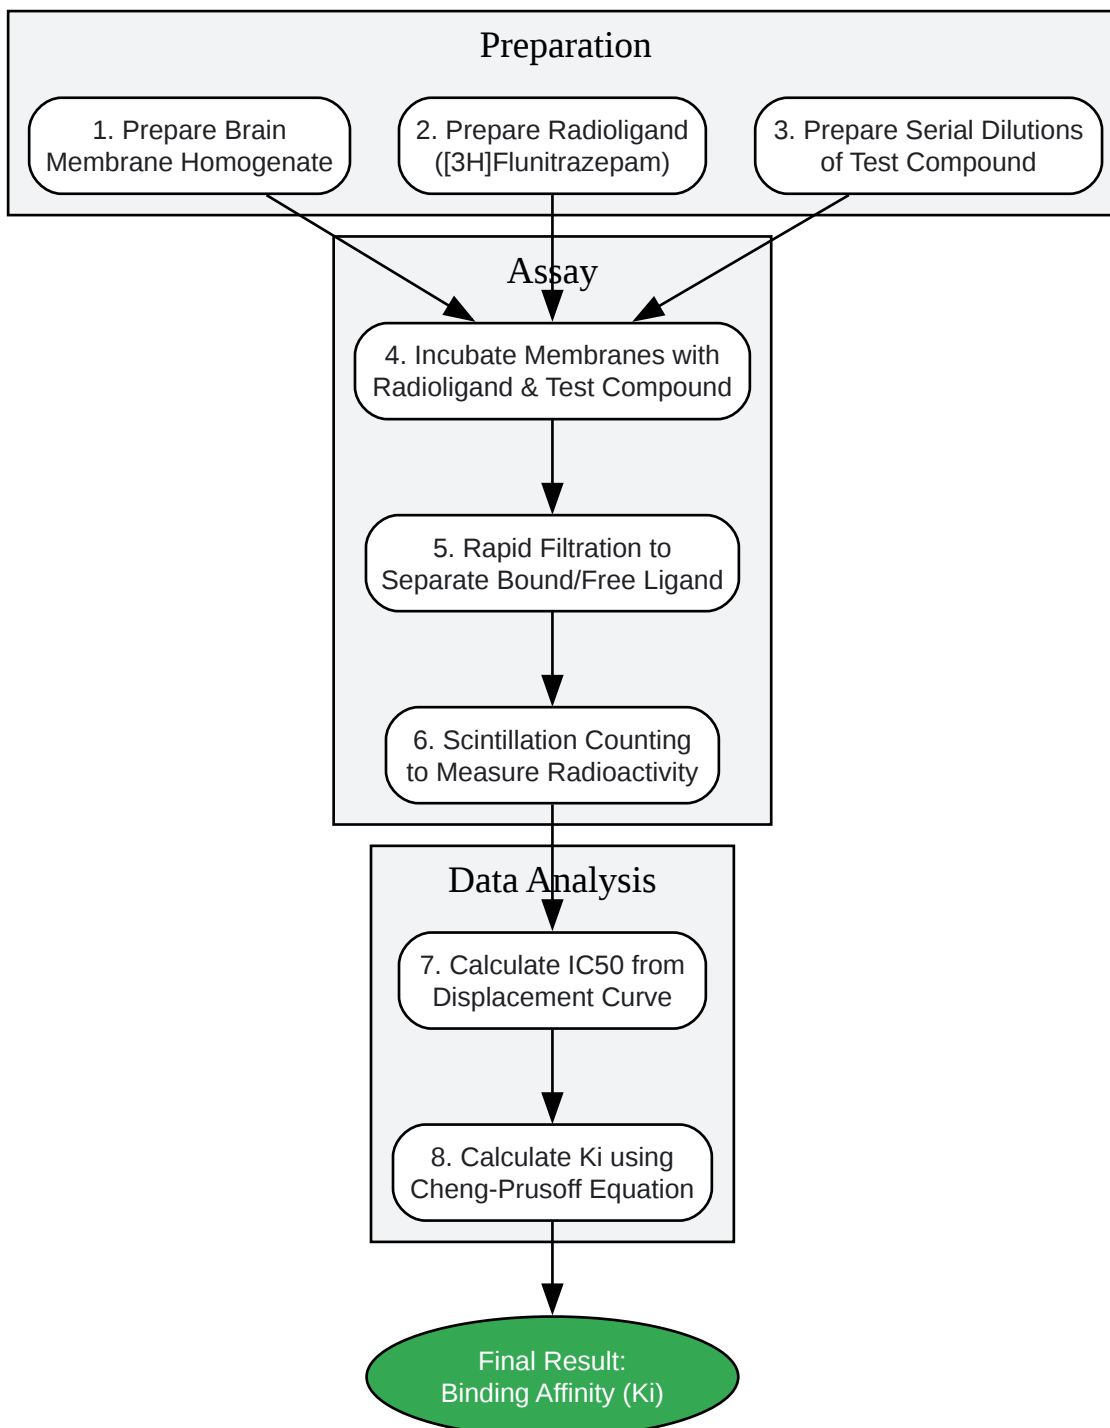 Preparation
1. Prepare Brain
Membrane Homogenate
2. Prepare Radioligand
([3H]Flunitrazepam)
3. Prepare Serial Dilutions
of Test Compound
Assay
4. Incubate Membranes with
Radioligand & Test Compound
5. Rapid Filtration to
Separate Bound/Free Ligand
6. Scintillation Counting
to Measure Radioactivity
Data Analysis
7. Calculate IC50 from
Displacement Curve
8. Calculate Ki using
Cheng-Prusoff Equation
Final Result:
Binding Affinity (Ki)